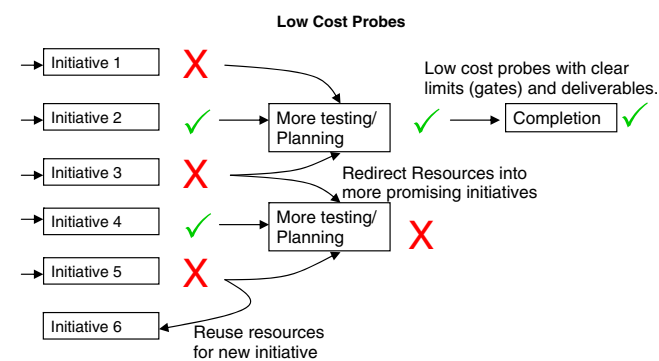 Low Cost Probes
Initiative 1
Low cost probes with clear
limits (gates) and deliverables.
Initiative 2
More testing/
Planning
Completion
Initiative 3
Redirect Resources into
more promising initiatives
Initiative 4
More testing/
Planning
Initiative 5
Initiative 6
Reuse resources
for new initiative